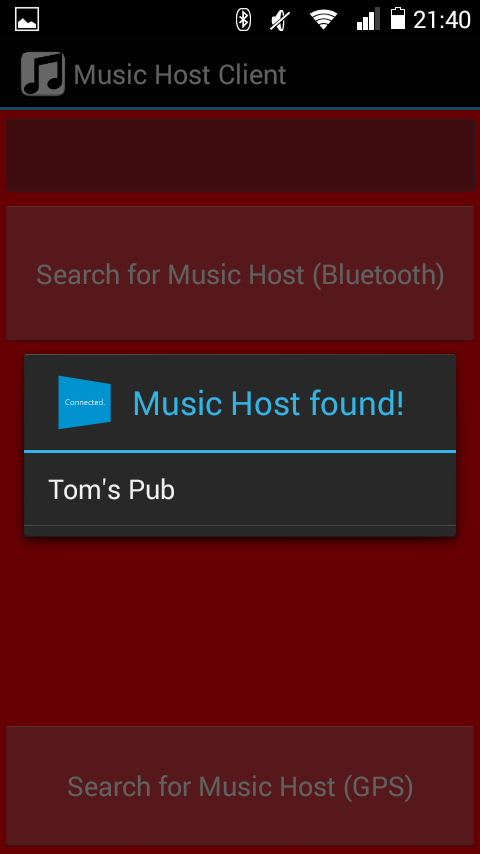 21:40
Music Host Client
Search for Music Host (Bluetooth)
Connected.
Music Host found!
Tom's Pub
Search for Music Host (GPS)